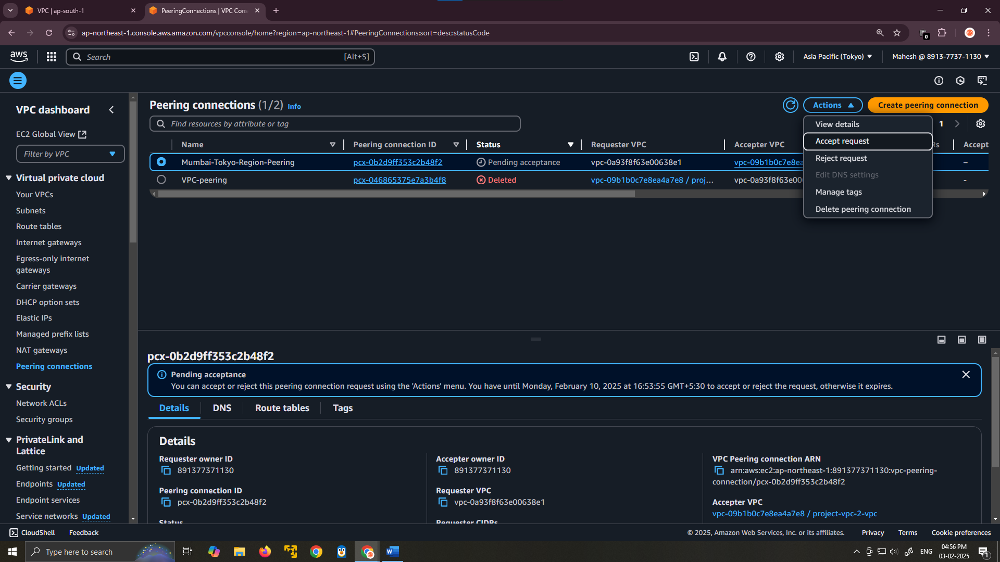 VPC | ap-south-1
PeeringConnections | VPC Cons
ap-northeast-1.console.aws.amazon.com/vpcconsole/home?region=ap-northeast-1#PeeringConnections:sort=desc:statusCode
0
aws
Search
[Alt+S]
Asia Pacific (Tokyo)
Mahesh @ 8913-7737-1130
VPC dashboard
EC2 Global View
Filter by VPC
Virtual private cloud
Your VPCs
Subnets
Route tables
Internet gateways
Egress-only internet
gateways
Carrier gateways
DHCP option sets
Elastic IPs
Managed prefix lists
NAT gateways
Peering connections
Security
Network ACLs
Security groups
PrivateLink and
Lattice
Getting started Updated
Endpoints Updated
Endpoint services
Service networks Updated
Peering connections (1/2) Info
Actions
Create peering connection
Find resources by attribute or tag
1
View details
Accept request
Reject request
Edit DNS settings
Manage tags
Delete peering connection
Name Peering connection ID Status Requester VPC Accepter VPC Rs Accept
Mumbai-Tokyo-Region-Peering pcx-0b2d9ff353c2b48f2 Pending acceptance vpc-0a93f8f63e00638e1 vpc-09b1b0c7e8ea –
VPC-peering pcx-046865375e7a3b4f8 Deleted vpc-09b1b0c7e8ea4a7e8 / proj... vpc-0a93f8f63e00 -
pcx-0b2d9ff353c2b48f2
Pending acceptance
You can accept or reject this peering connection request using the 'Actions' menu. You have until Monday, February 10, 2025 at 16:53:55 GMT+5:30 to accept or reject the request, otherwise it expires.
Details DNS Route tables Tags
Details
Requester owner ID
891377371130
Peering connection ID
pcx-0b2d9ff353c2b48f2
Status
Accepter owner ID
891377371130
Requester VPC
vpc-0a93f8f63e00638e1
Requester CIDRs
VPC Peering connection ARN
arn:aws:ec2:ap-northeast-1:891377371130:vpc-peering-
connection/pcx-0b2d9ff353c2b48f2
Accepter VPC
vpc-09b1b0c7e8ea4a7e8 / project-vpc-2-vpc
CloudShell Feedback
© 2025, Amazon Web Services, Inc. or its affiliates. Privacy Terms Cookie preferences
Type here to search
ENG
04:56 PM
03-02-2025
1